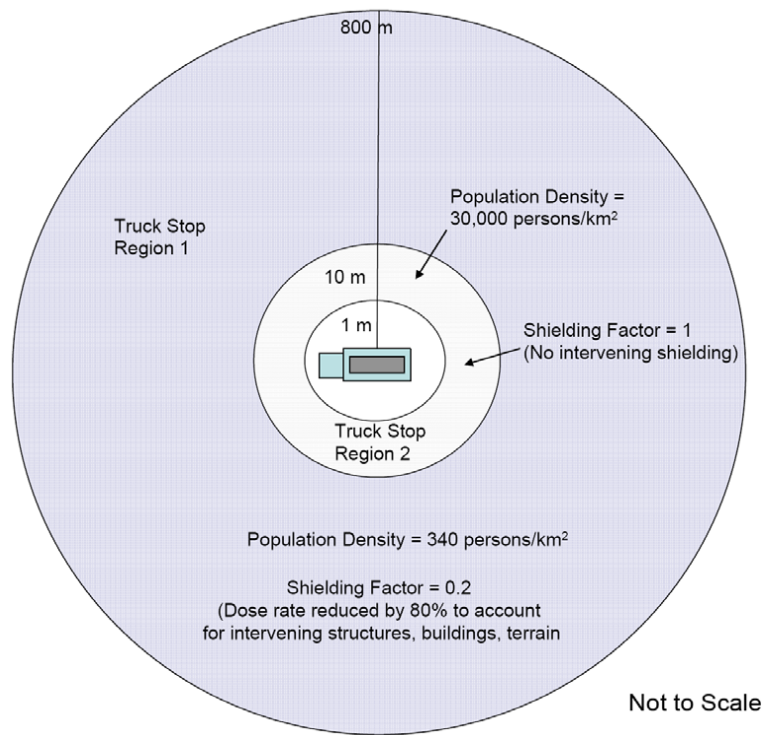 800 m
Population Density =
30,000 persons/km²
Truck Stop
Region 1
10 m
1 m
Shielding Factor = 1
(No intervening shielding)
Truck Stop
Region 2
Population Density = 340 persons/km²
Shielding Factor = 0.2
(Dose rate reduced by 80% to account
for intervening structures, buildings, terrain
Not to Scale